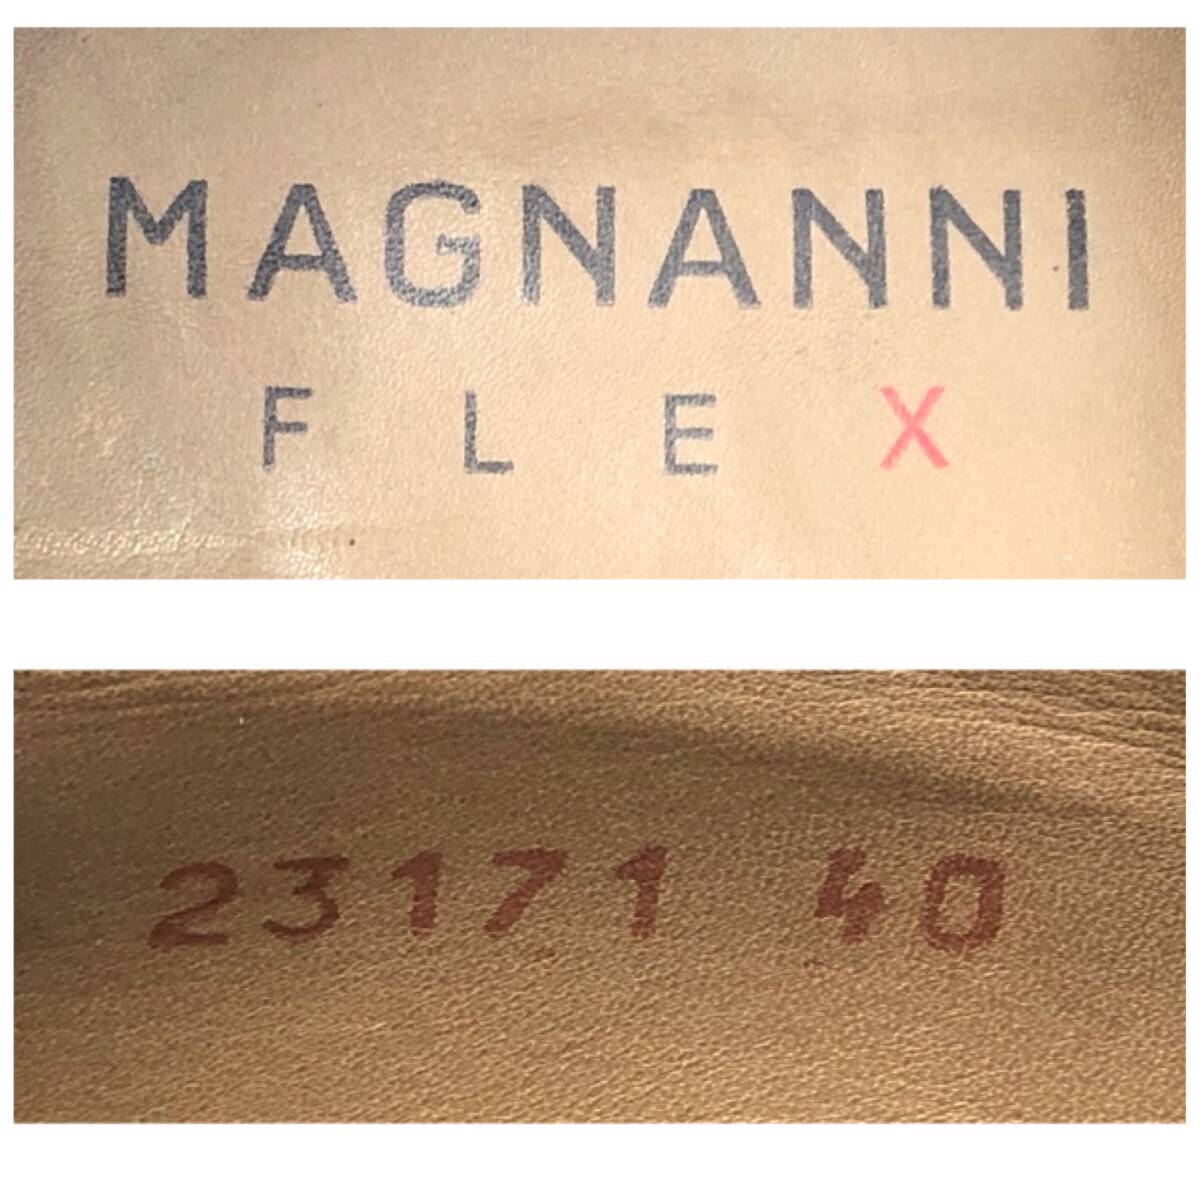 MAGNANNI
FLEX
23171 40